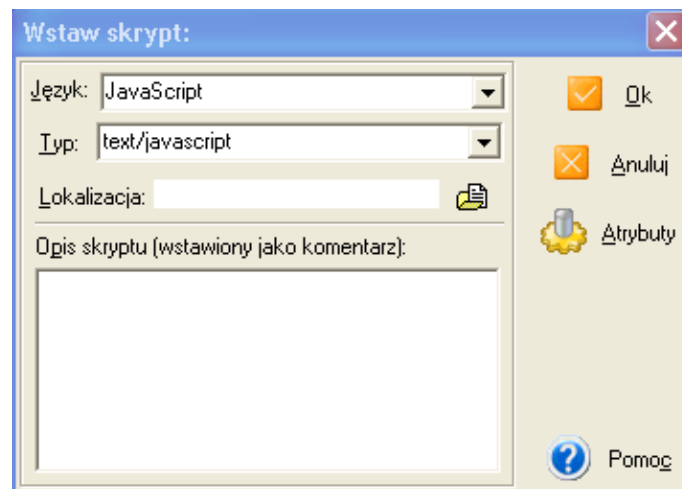 Wstaw skrypt:
Język: JavaScript
Ok
Typ: text/javascript
Anuluj
Lokalizacja:
Atrybuty
Opis skryptu (wstawiony jako komentarz):
Pomoc